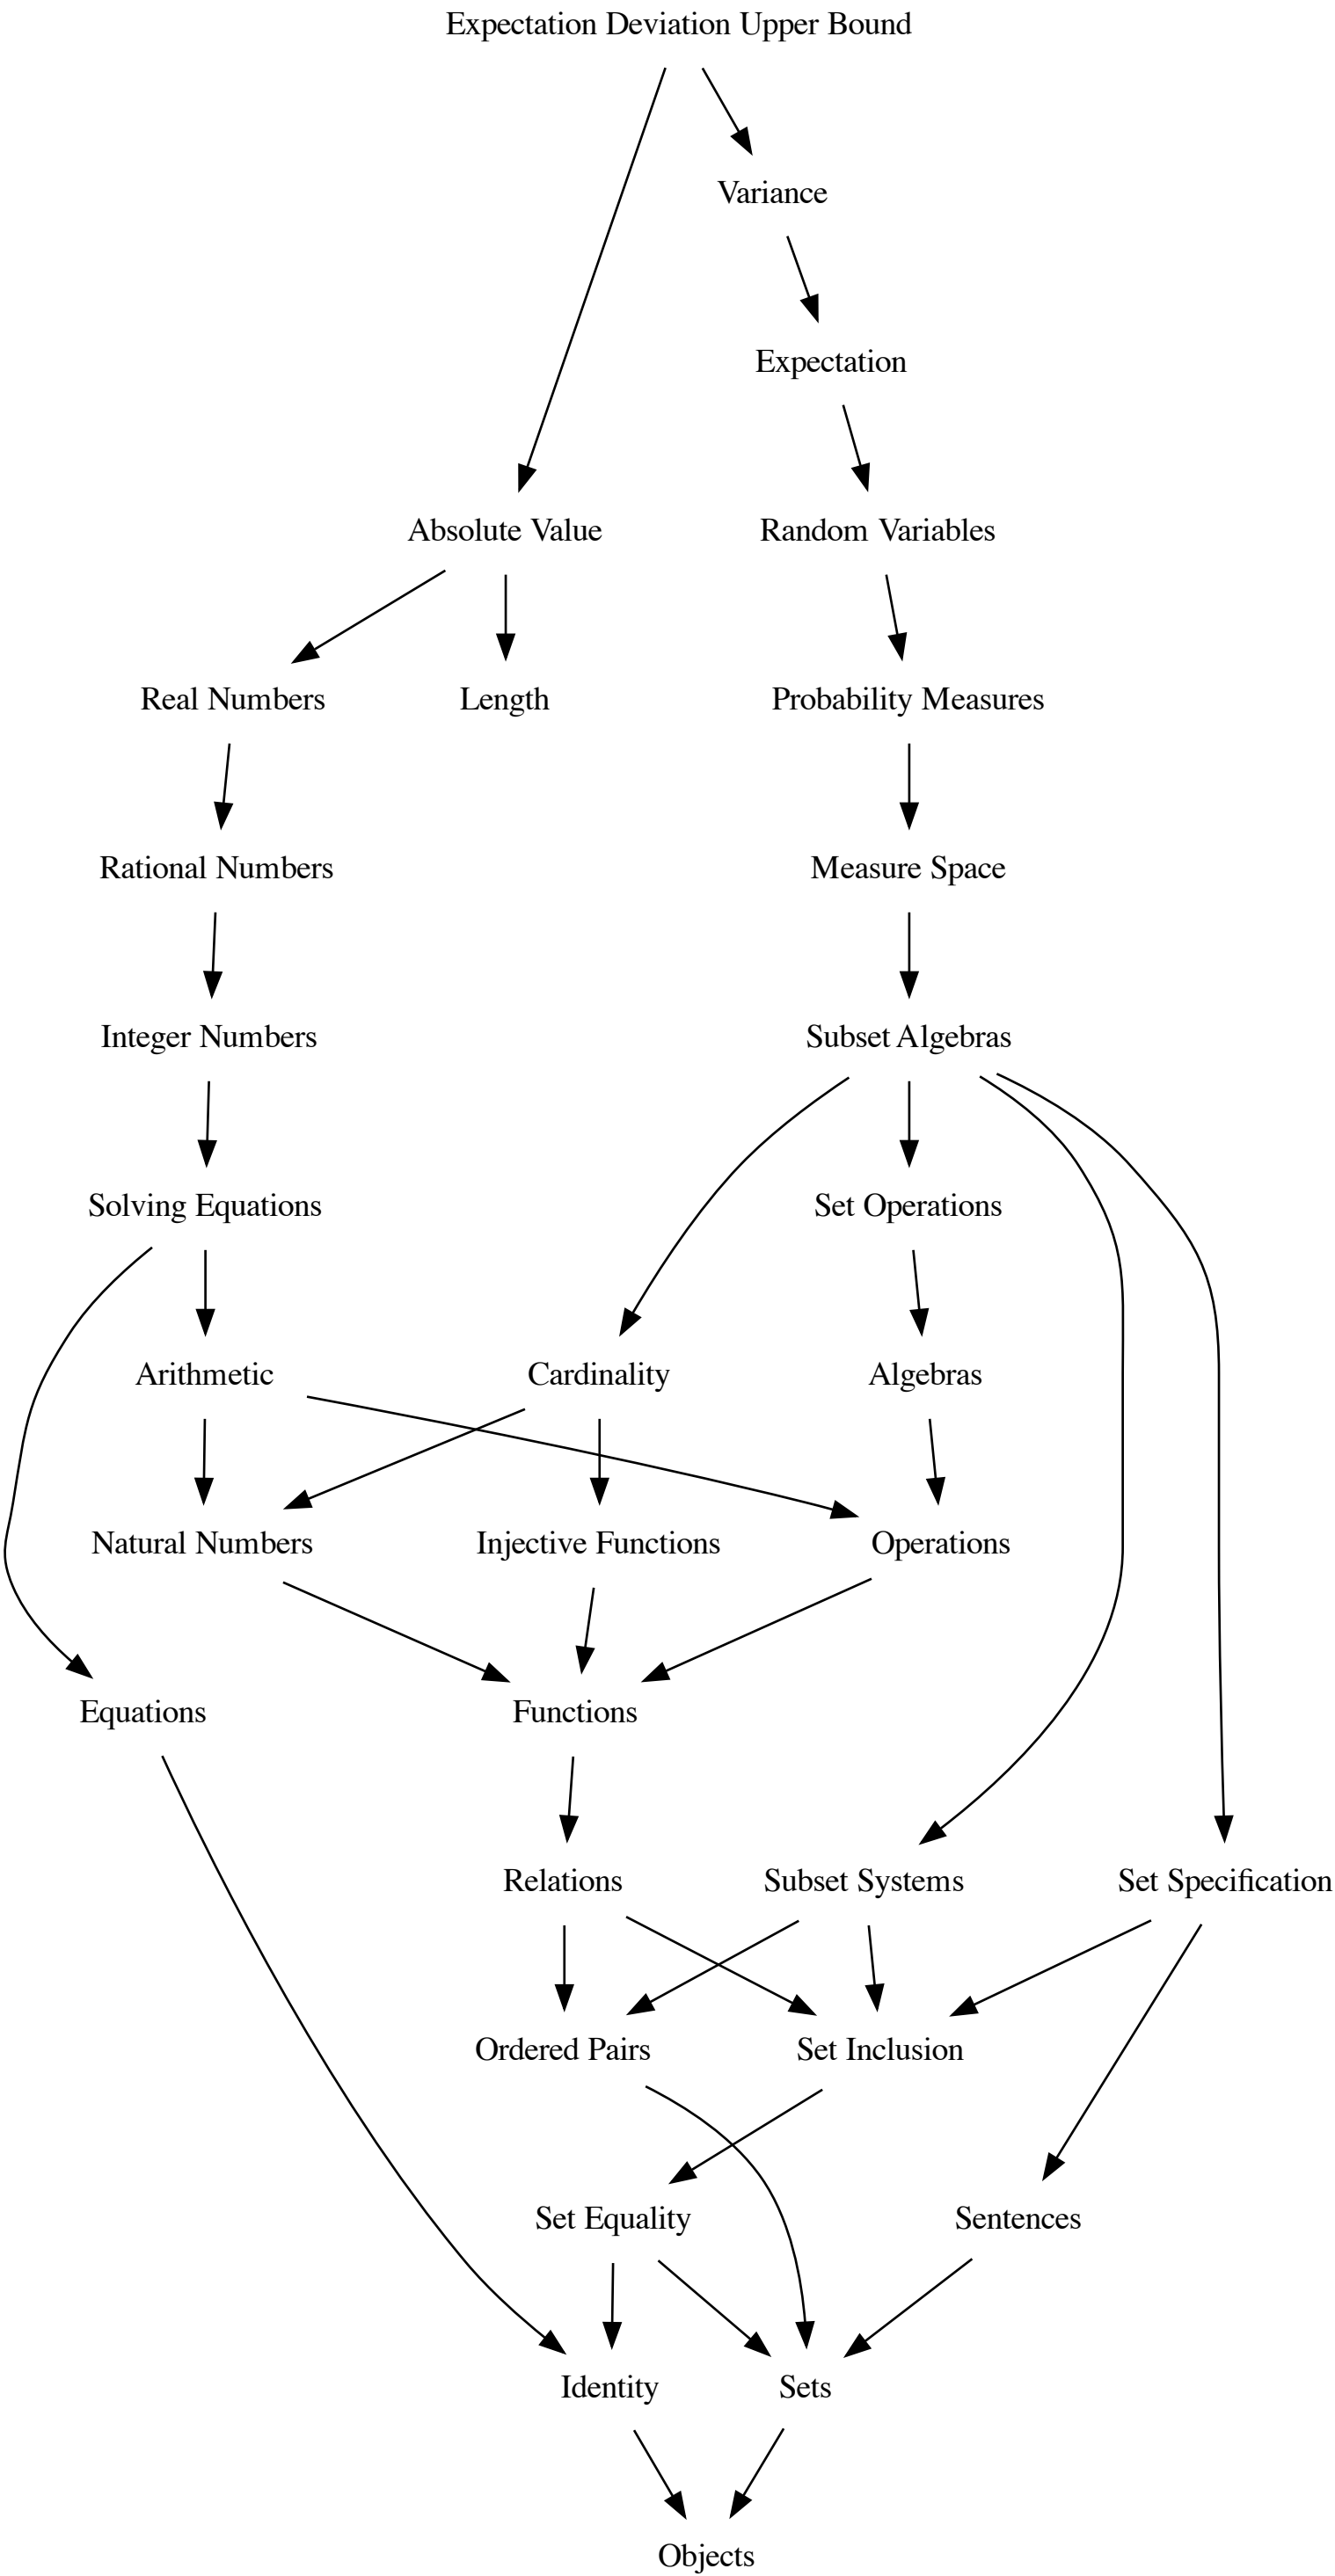 Expectation Deviation Upper Bound
Variance
Expectation
Absolute Value
Random Variables
Real Numbers
Length
Probability Measures
Rational Numbers
Measure Space
Integer Numbers
Subset Algebras
Solving Equations
Set Operations
Arithmetic
Cardinality
Algebras
Natural Numbers
Injective Functions
Operations
Equations
Functions
Relations
Subset Systems
Set Specification
Ordered Pairs
Set Inclusion
Set Equality
Sentences
Identity
Sets
Objects